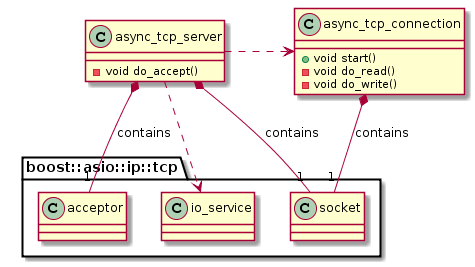 C async_tcp_server
void do_accept()
C async_tcp_connection
void start()
void do_read()
void do_write()
contains
contains
contains
boost::asio::ip::tcp
1
1
1
C acceptor
C io_service
C socket